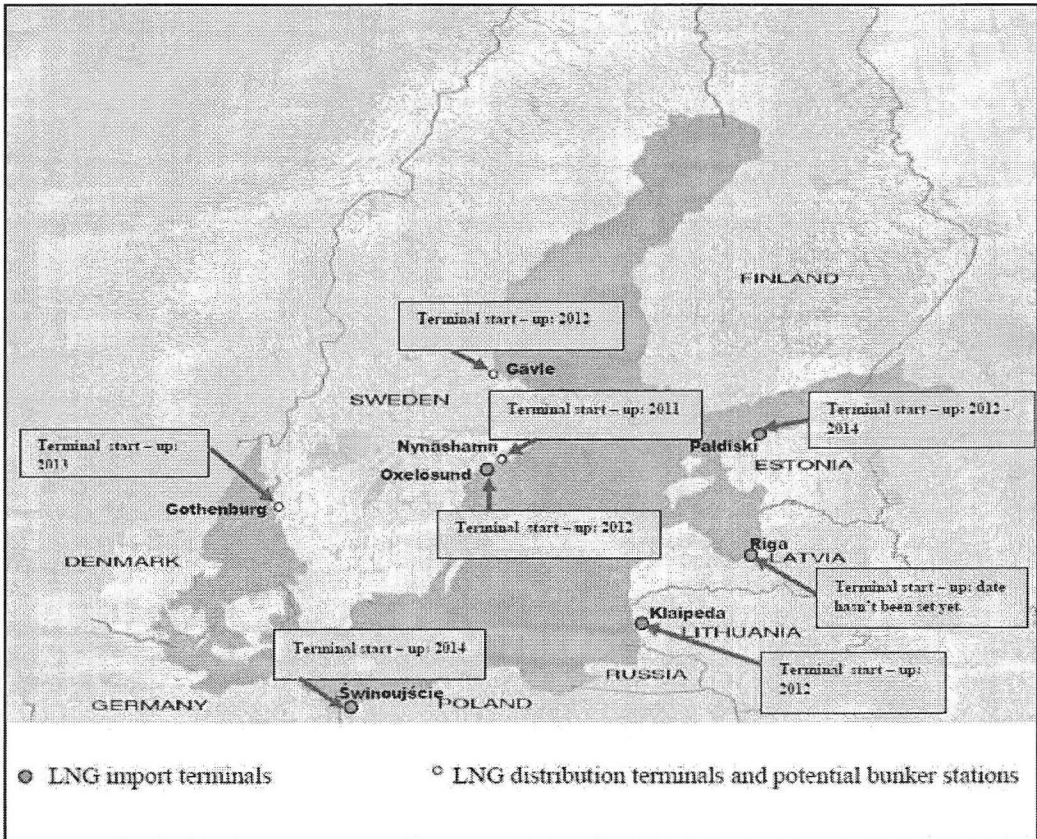 FINLAND
Terminal start – up: 2012
Gävle
SWEDEN
Terminal start – up: 2011
Terminal start – up: 2012 -
2014
Nynäshamn
Paldiski
Terminal start – up:
2013
Oxelösund
ESTONIA
Gothenburg
Terminal start – up: 2012
DENMARK
Riga
LATVIA
Terminal start – up: date
hasn't been set yet.
Klaipeda
LITHUANIA
Terminal start – up: 2014
Terminal start – up:
2012
RUSSIA
Świnoujście
GERMANY
POLAND
LNG import terminals
LNG distribution terminals and potential bunker stations